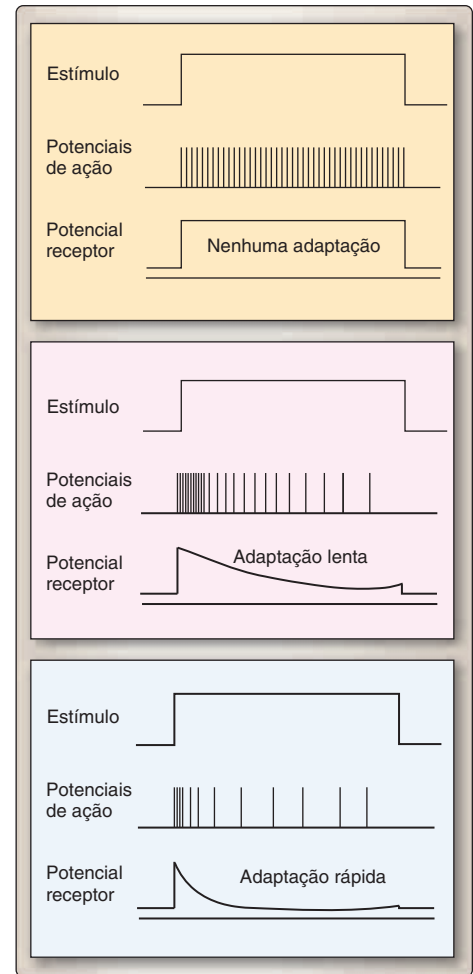 Estímulo
Potenciais
de ação
Potencial
receptor
Nenhuma adaptação
Estímulo
Potenciais
de ação
Potencial
receptor
Adaptação lenta
Estímulo
Potenciais
de ação
Potencial
receptor
Adaptação rápida